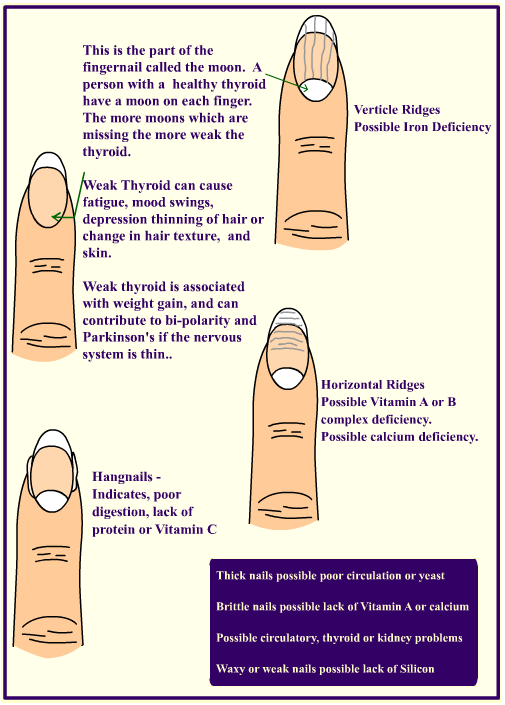 This is the part of the
fingernail called the moon. A
person with a healthy thyroid
have a moon on each finger.
The more moons which are
missing the more weak the
thyroid.
Weak Thyroid can cause
fatigue, mood swings,
depression thinning of hair or
change in hair texture, and
skin.
Weak thyroid is associated
with weight gain, and can
contribute to bi-polarity and
Parkinson's if the nervous
system is thin..
Verticle Ridges
Possible Iron Deficiency
Horizontal Ridges
Possible Vitamin A or B
complex deficiency.
Possible calcium deficiency.
Hangnails -
Indicates, poor
digestion, lack of
protein or Vitamin C
Thick nails possible poor circulation or yeast
Brittle nails possible lack of Vitamin A or calcium
Possible circulatory, thyroid or kidney problems
Waxy or weak nails possible lack of Silicon